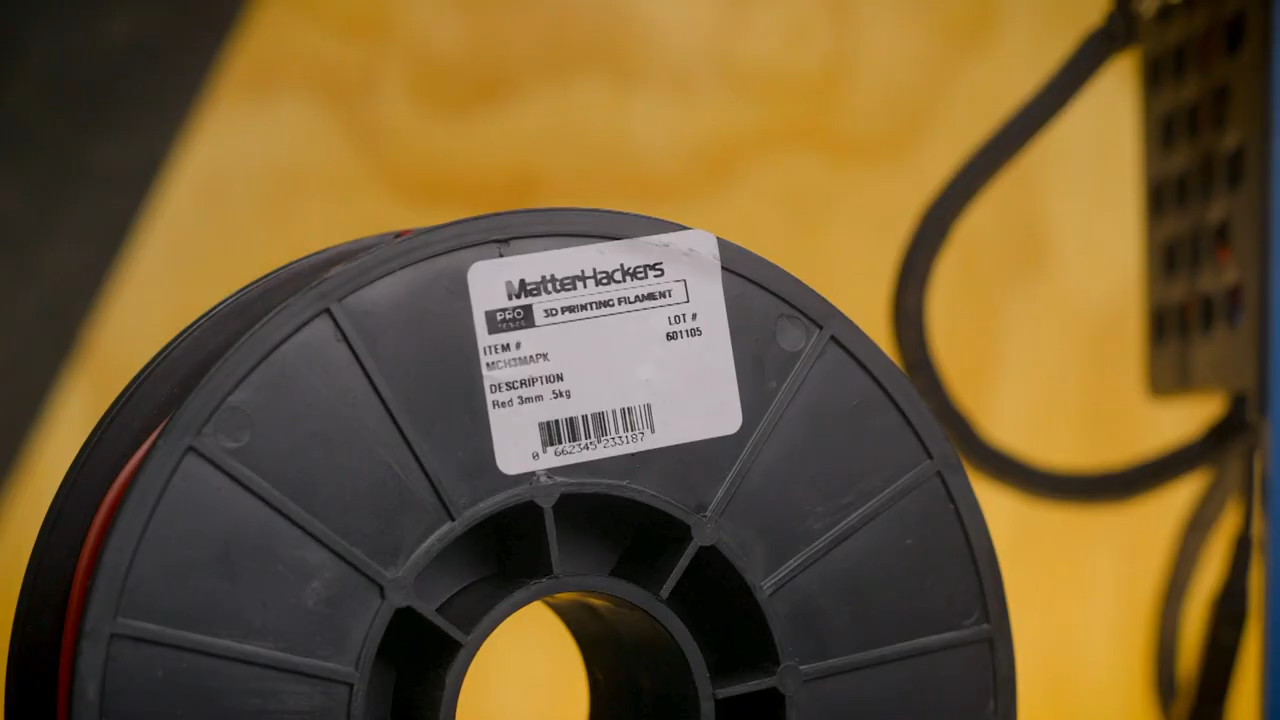 MatterHackers
PRO SERIES 3D PRINTING FILAMENT
ITEM # LOT #
MCH3MAPK 601105
DESCRIPTION
Red 3mm .5kg
0 662345 233187